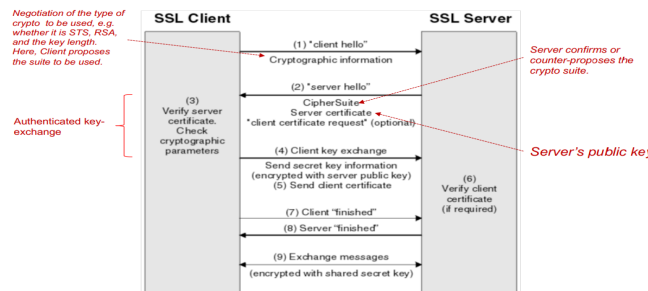 Negotiation of the type of
crypto to be used, e.g.
whether it is STS, RSA,
and the key length.
Here, Client proposes
the suite to be used.
SSL Client
SSL Server
(1) "client hello"
Cryptographic information
Server confirms or
counter-proposes the
crypto suite.
(2) "server hello"
CipherSuite
Server certificate
"client certificate request" (optional)
(3)
Verify server
certificate.
Check
cryptographic
parameters
Authenticated key-
exchange
Server's public key
(4) Client key exchange
Send secret key information
(encrypted with server public key)
(5) Send client certificate
(6)
Verify client
certificate
(if required)
(7) Client "finished"
(8) Server "finished"
(9) Exchange messages
(encrypted with shared secret key)